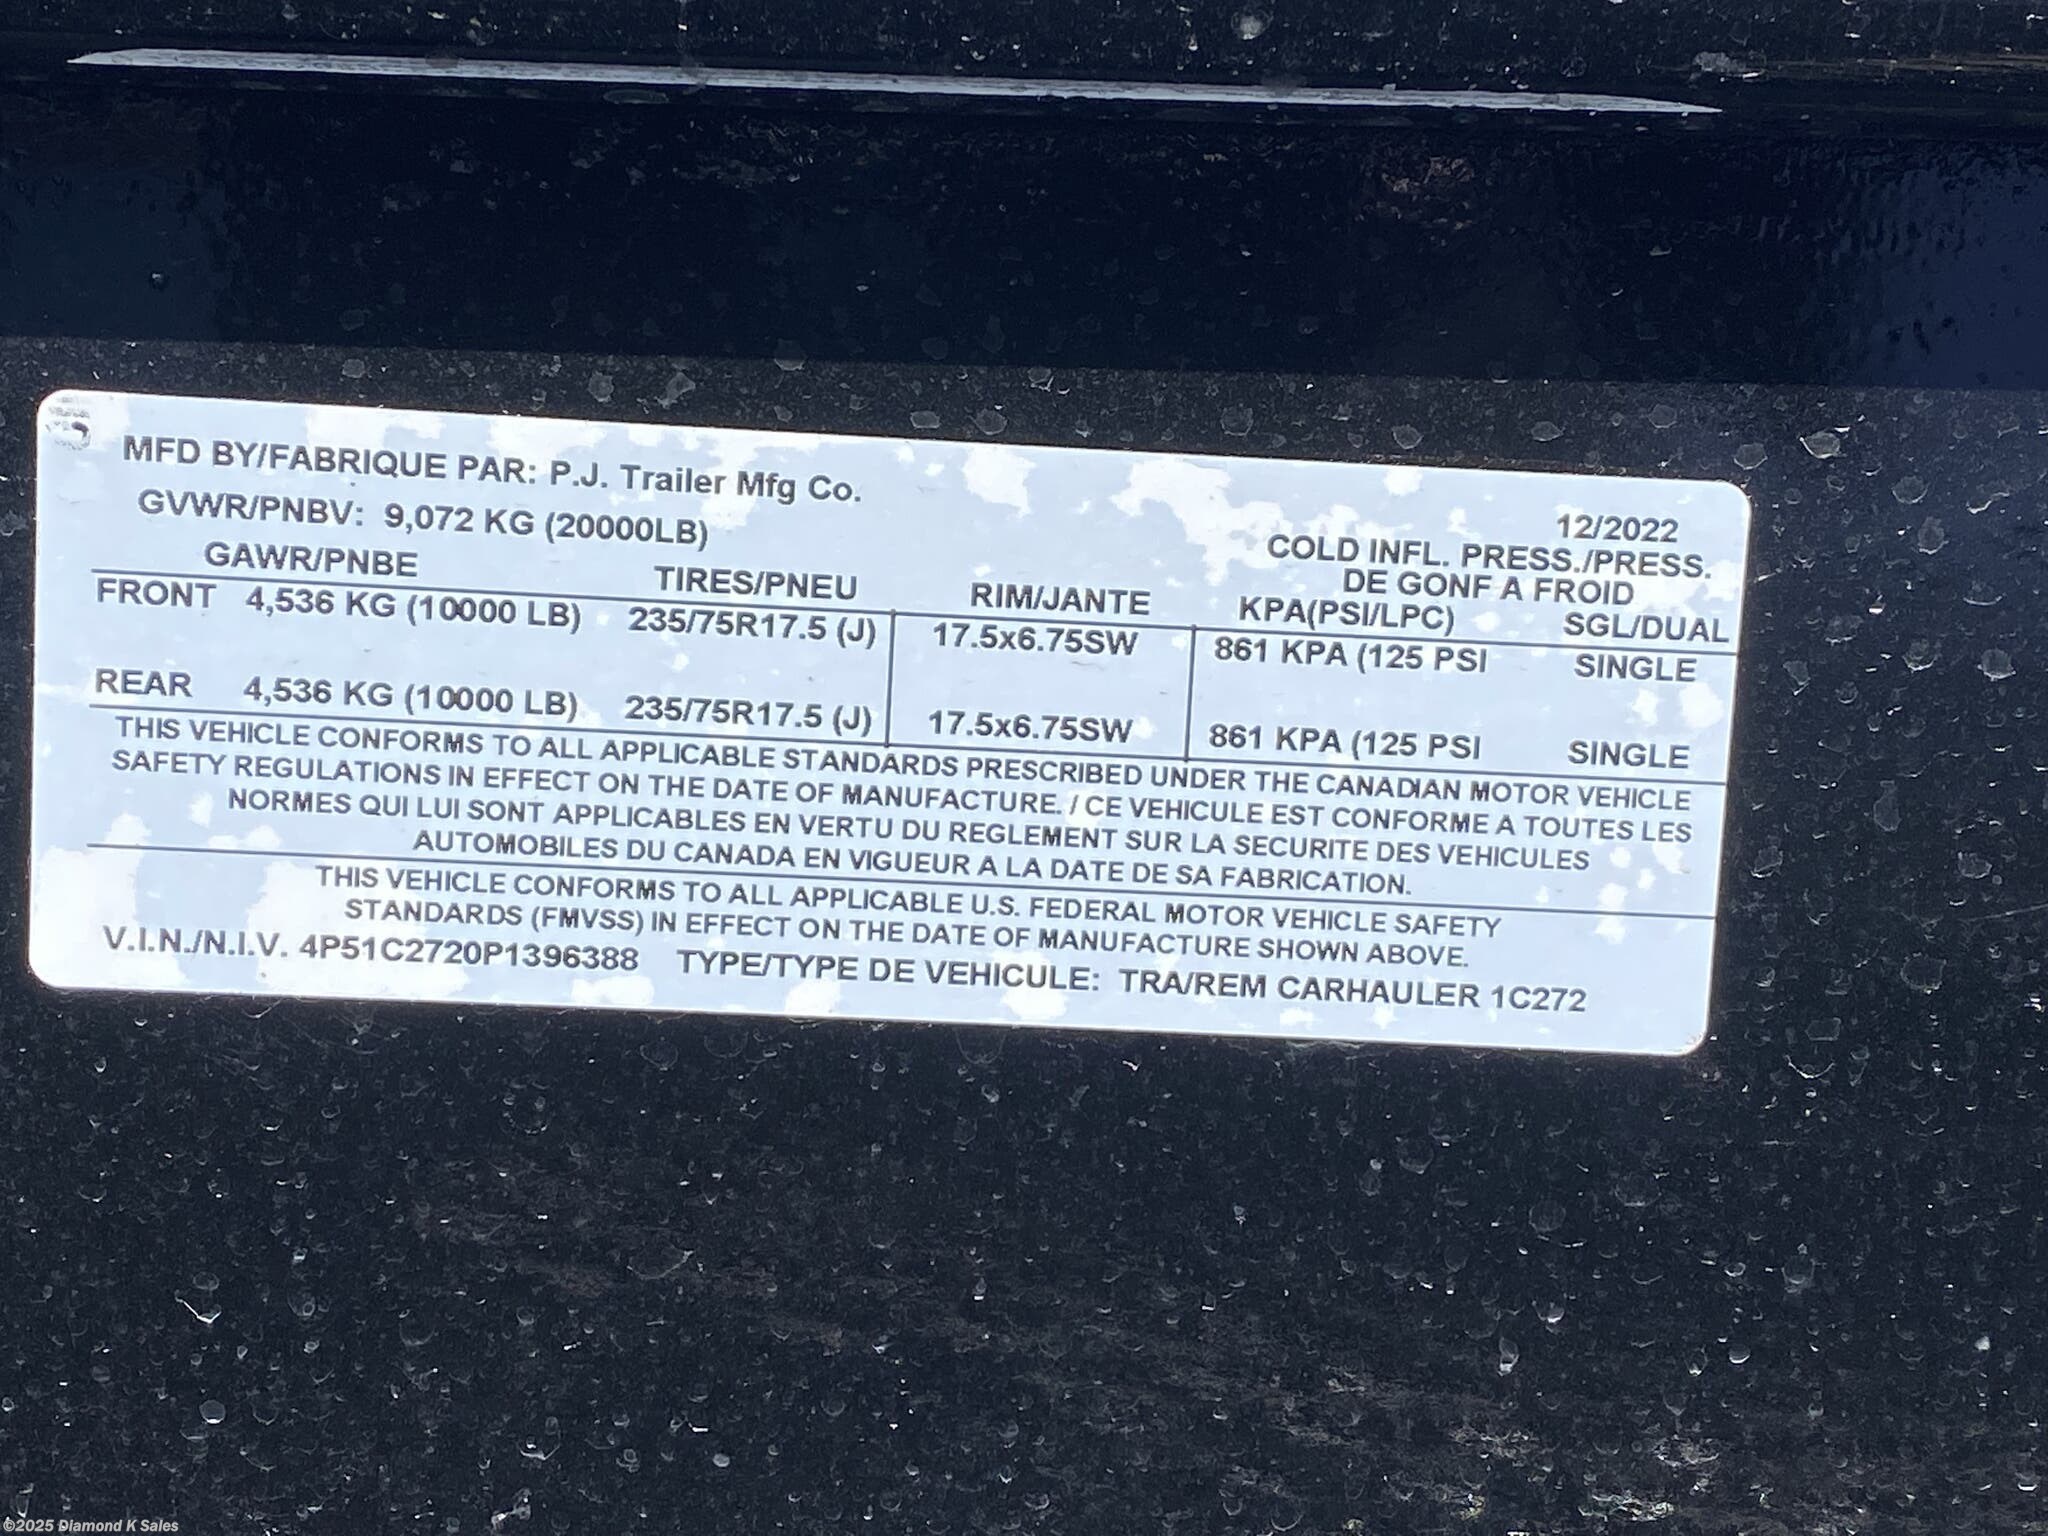 MFD BY/FABRIQUE PAR: P.J. Trailer Mfg Co.
GVWR/PNBV: 9,072 KG (20000LB)
12/2022
GAWR/PNBE TIRES/PNEU RIM/JANTE COLD INFL. PRESS./PRESS.
DE GONF A FROID
KPA(PSI/LPC) SGL/DUAL
FRONT 4,536 KG (10000 LB) 235/75R17.5 (J) 17.5x6.75SW 861 KPA (125 PSI SINGLE
REAR 4,536 KG (10000 LB) 235/75R17.5 (J) 17.5x6.75SW 861 KPA (125 PSI SINGLE
THIS VEHICLE CONFORMS TO ALL APPLICABLE STANDARDS PRESCRIBED UNDER THE CANADIAN MOTOR VEHICLE
SAFETY REGULATIONS IN EFFECT ON THE DATE OF MANUFACTURE. / CE VEHICULE EST CONFORME A TOUTES LES
NORMES QUI LUI SONT APPLICABLES EN VERTU DU REGLEMENT SUR LA SECURITE DES VEHICULES
AUTOMOBILES DU CANADA EN VIGUEUR A LA DATE DE SA FABRICATION.
THIS VEHICLE CONFORMS TO ALL APPLICABLE U.S. FEDERAL MOTOR VEHICLE SAFETY
STANDARDS (FMVSS) IN EFFECT ON THE DATE OF MANUFACTURE SHOWN ABOVE.
V.I.N./N.I.V. 4P51C2720P1396388 TYPE/TYPE DE VEHICULE: TRA/REM CARHAULER 1C272
©2025 Diamond K Sales